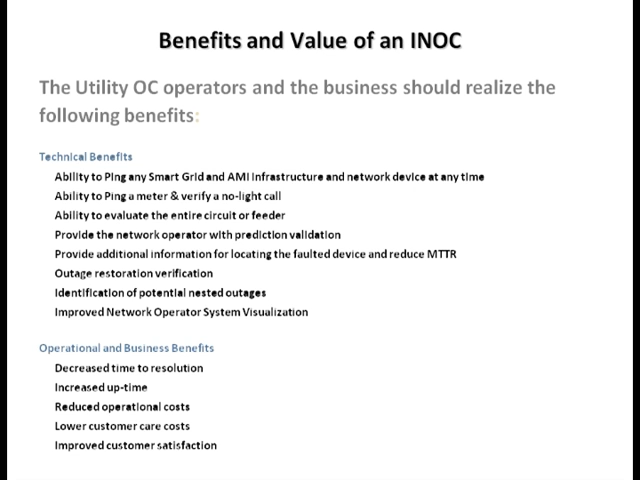 Benefits and Value of an INOC
The Utility OC operators and the business should realize the
following benefits:
Technical Benefits
Ability to Ping any Smart Grid and AMI Infrastructure and network device at any time
Ability to Ping a meter & verify a no-light call
Ability to evaluate the entire circuit or feeder
Provide the network operator with prediction validation
Provide additional information for locating the faulted device and reduce MTTR
Outage restoration verification
Identification of potential nested outages
Improved Network Operator System Visualization
Operational and Business Benefits
Decreased time to resolution
Increased up-time
Reduced operational costs
Lower customer care costs
Improved customer satisfaction